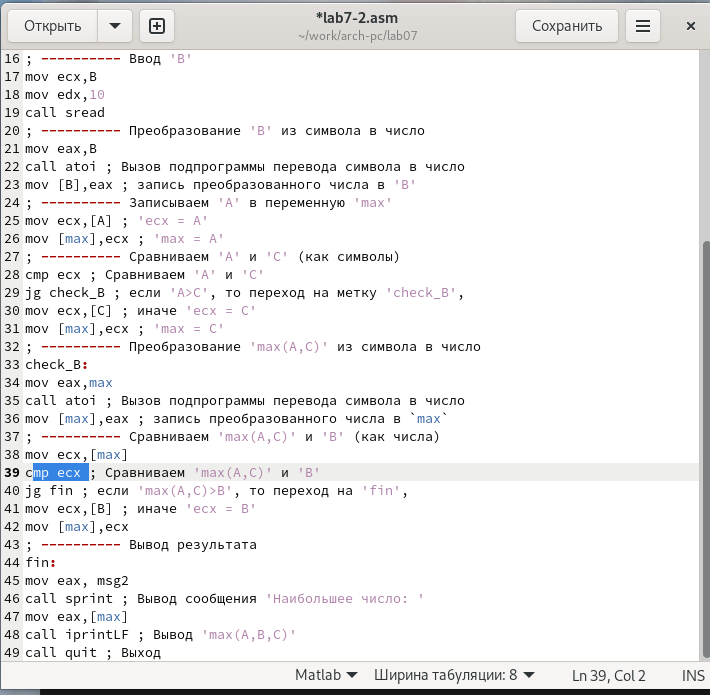 Открыть
*lab7-2.asm
~/work/arch-pc/lab07
Сохранить
16 ; ---------- Ввод 'B'
17 mov ecx,B
18 mov edx,10
19 call sread
20 ; ---------- Преобразование 'B' из символа в число
21 mov eax,B
22 call atoi ; Вызов подпрограммы перевода символа в число
23 mov [B],eax ; запись преобразованного числа в 'B'
24 ; ---------- Записываем 'A' в переменную 'max'
25 mov ecx,[A] ; 'ecx = A'
26 mov [max],ecx ; 'max = A'
27 ; ---------- Сравниваем 'A' и 'С' (как символы)
28 cmp ecx ; Сравниваем 'A' и 'С'
29 jg check_B ; если 'A>C', то переход на метку 'check_B',
30 mov ecx,[C] ; иначе 'ecx = C'
31 mov [max],ecx ; 'max = C'
32 ; ---------- Преобразование 'max(A,C)' из символа в число
33 check_B:
34 mov eax,max
35 call atoi ; Вызов подпрограммы перевода символа в число
36 mov [max],eax ; запись преобразованного числа в `max`
37 ; ---------- Сравниваем 'max(A,C)' и 'B' (как числа)
38 mov ecx,[max]
39 cmp ecx ; Сравниваем 'max(A,C)' и 'B'
40 jg fin ; если 'max(A,C)>B', то переход на 'fin',
41 mov ecx,[B] ; иначе 'ecx = B'
42 mov [max],ecx
43 ; ---------- Вывод результата
44 fin:
45 mov eax, msg2
46 call sprint ; Вывод сообщения 'Наибольшее число: '
47 mov eax,[max]
48 call iprintLF ; Вывод 'max(A,B,C)'
49 call quit ; Выход
Matlab Ширина табуляции: 8 Ln 39, Col 2 INS